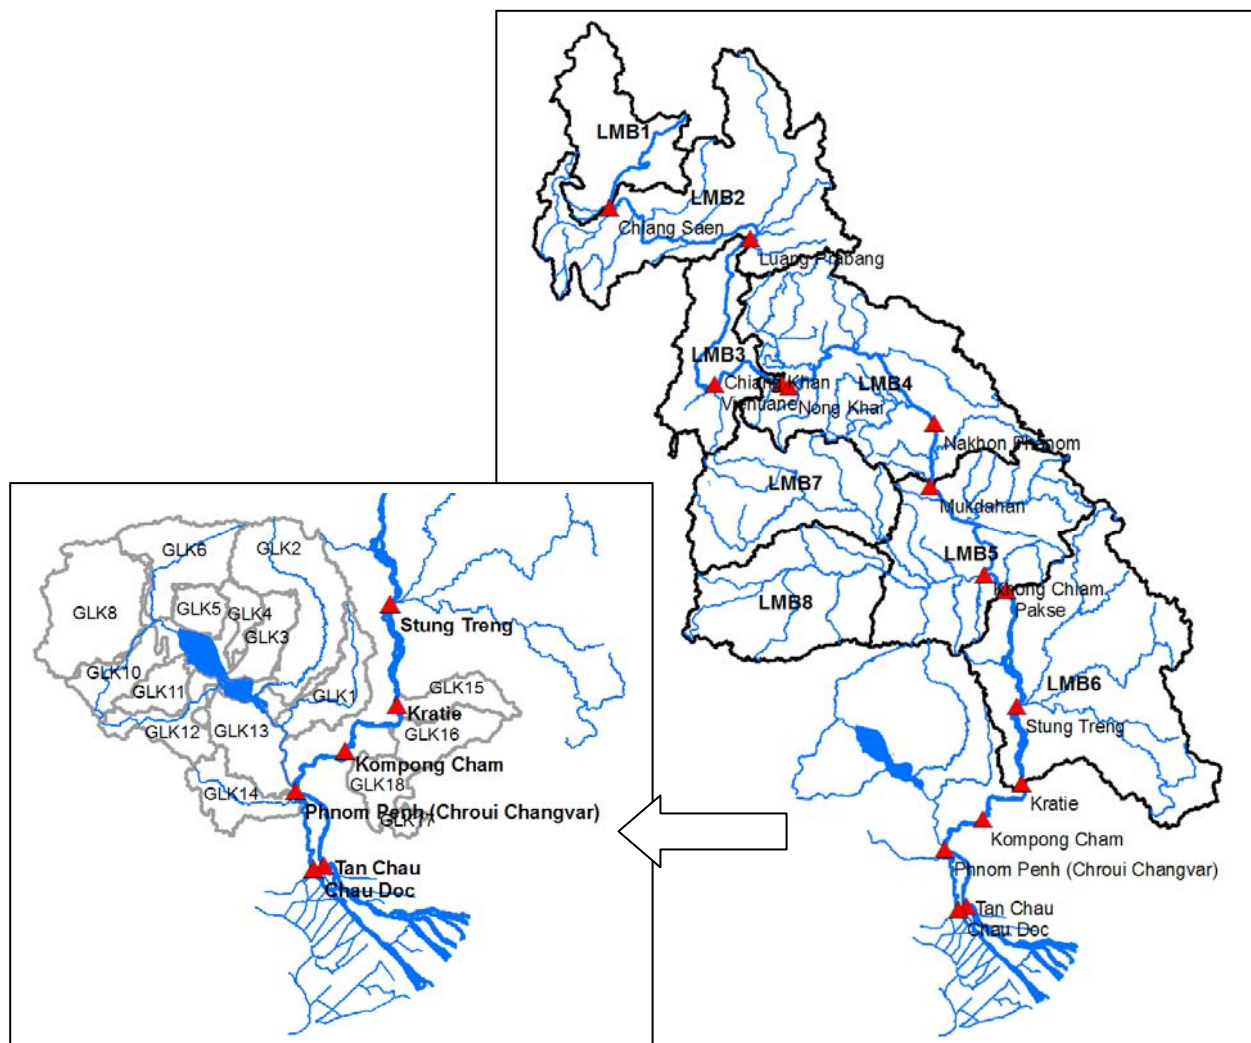 LMB1
LMB2
Chiang Saen
Luang Prabang
LMB3
Chiang Khan
LMB4
Vientiane
Nong Khai
Nakhon Phanom
LMB7
Mukdahan
LMB5
Khong Chiam
LMB8
Pakse
LMB6
Stung Treng
Kratie
Kompong Cham
Phnom Penh (Chroui Changvar)
Tan Chau
Chau Doc
GLK6
GLK2
GLK8
GLK5
GLK4
GLK3
Stung Treng
GLK10
GLK11
GLK1
GLK15
Kratie
GLK12
GLK13
GLK16
Kompong Cham
GLK18
GLK14
Phnom Penh (Chroui Changvar)
GLK17
Tan Chau
Chau Doc